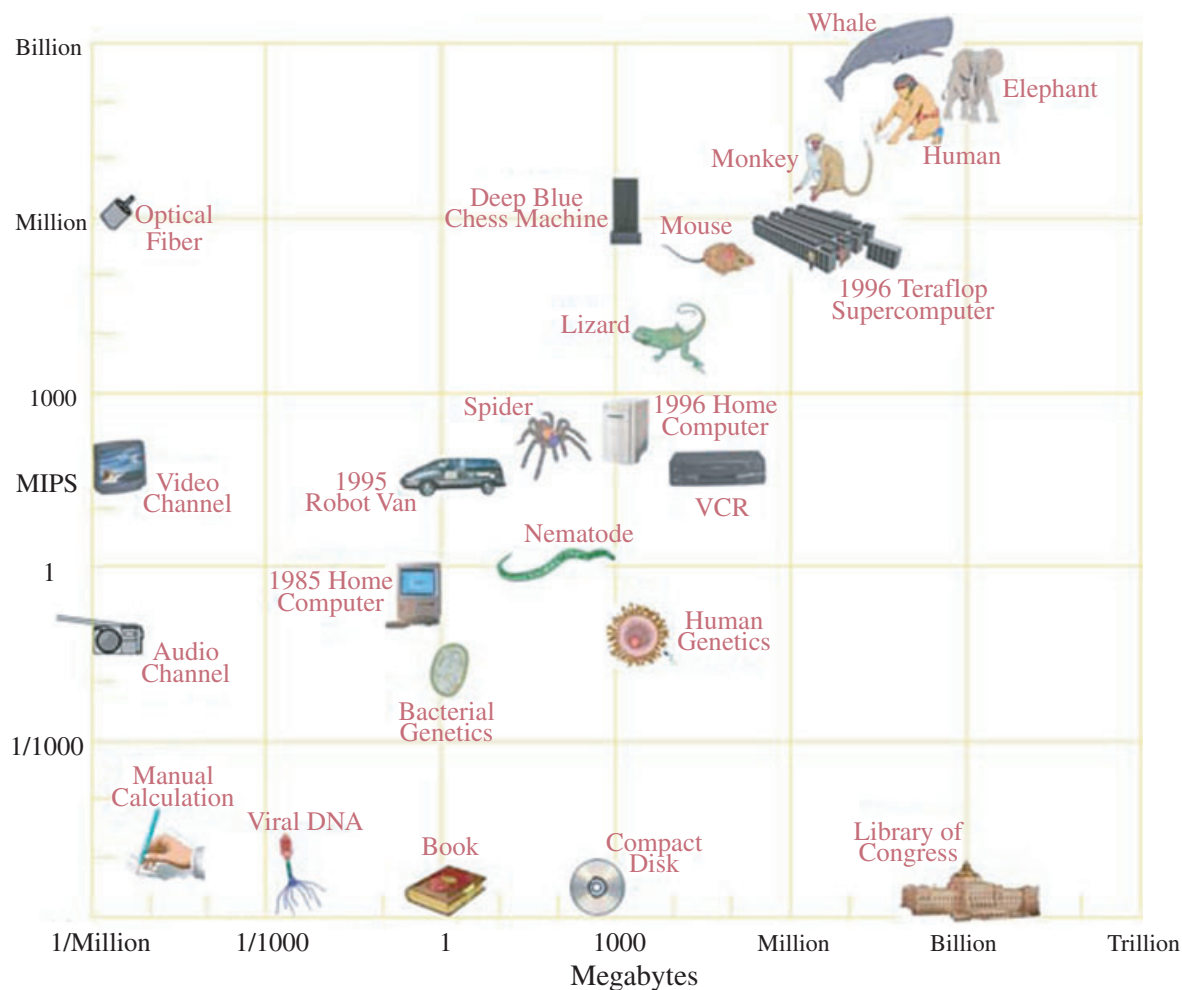 Whale
Billion
Elephant
Monkey
Human
Deep Blue
Chess Machine
Optical
Fiber
Million
Mouse
1996 Teraflop
Supercomputer
Lizard
1000
Spider
1996 Home
Computer
MIPS
Video
Channel
1995
Robot Van
VCR
Nematode
1
1985 Home
Computer
Human
Genetics
Audio
Channel
Bacterial
Genetics
1/1000
Manual
Calculation
Viral DNA
Book
Compact
Disk
Library of
Congress
1/Million
1/1000
1
1000
Million
Billion
Trillion
Megabytes